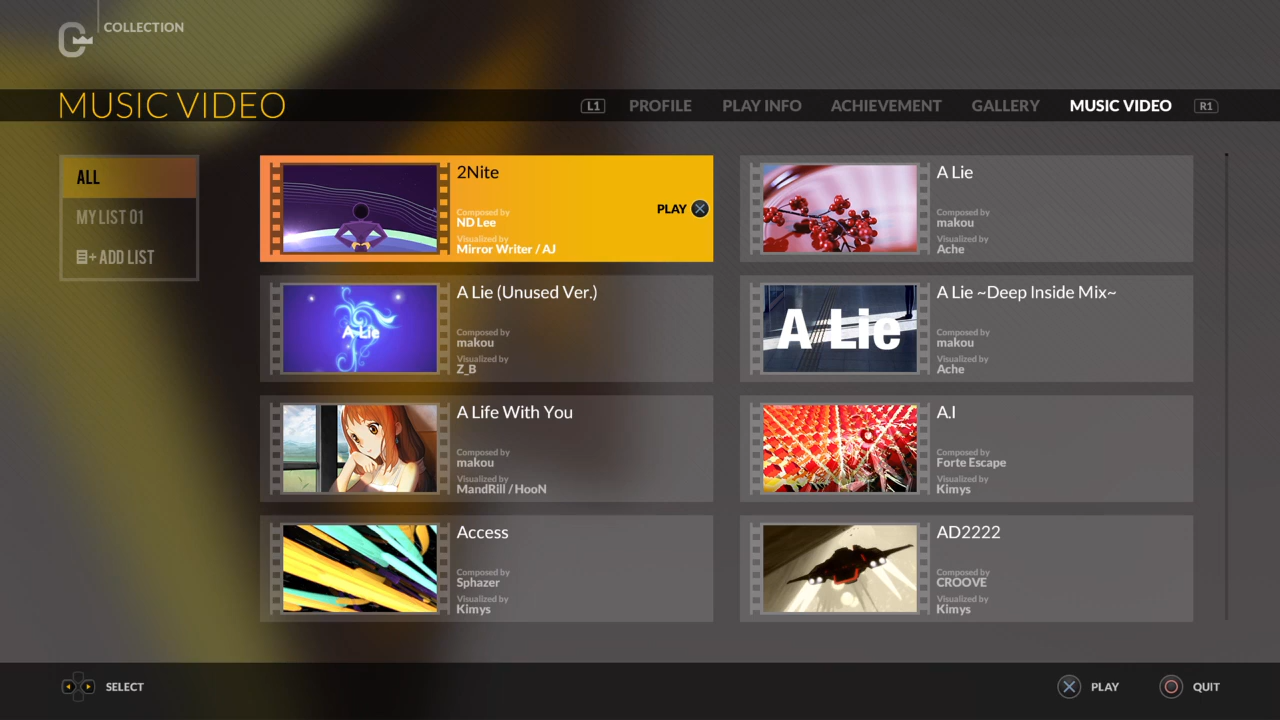 COLLECTION
MUSIC VIDEO
L1 PROFILE PLAY INFO ACHIEVEMENT GALLERY MUSIC VIDEO R1
ALL
MY LIST 01
+ ADD LIST
2Nite
Composed by
ND Lee
Visualized by
Mirror Writer / AJ
PLAY
A Lie
Composed by
makou
Visualized by
Ache
A Lie (Unused Ver.)
Composed by
makou
Visualized by
Z_B
A Lie
A Lie ~Deep Inside Mix~
Composed by
makou
Visualized by
Ache
A Lie
A Life With You
Composed by
makou
Visualized by
MandRill / HooN
A.I
Composed by
Forte Escape
Visualized by
Kimys
Access
Composed by
Sphazer
Visualized by
Kimys
AD2222
Composed by
CROOVE
Visualized by
Kimys
SELECT
PLAY
QUIT